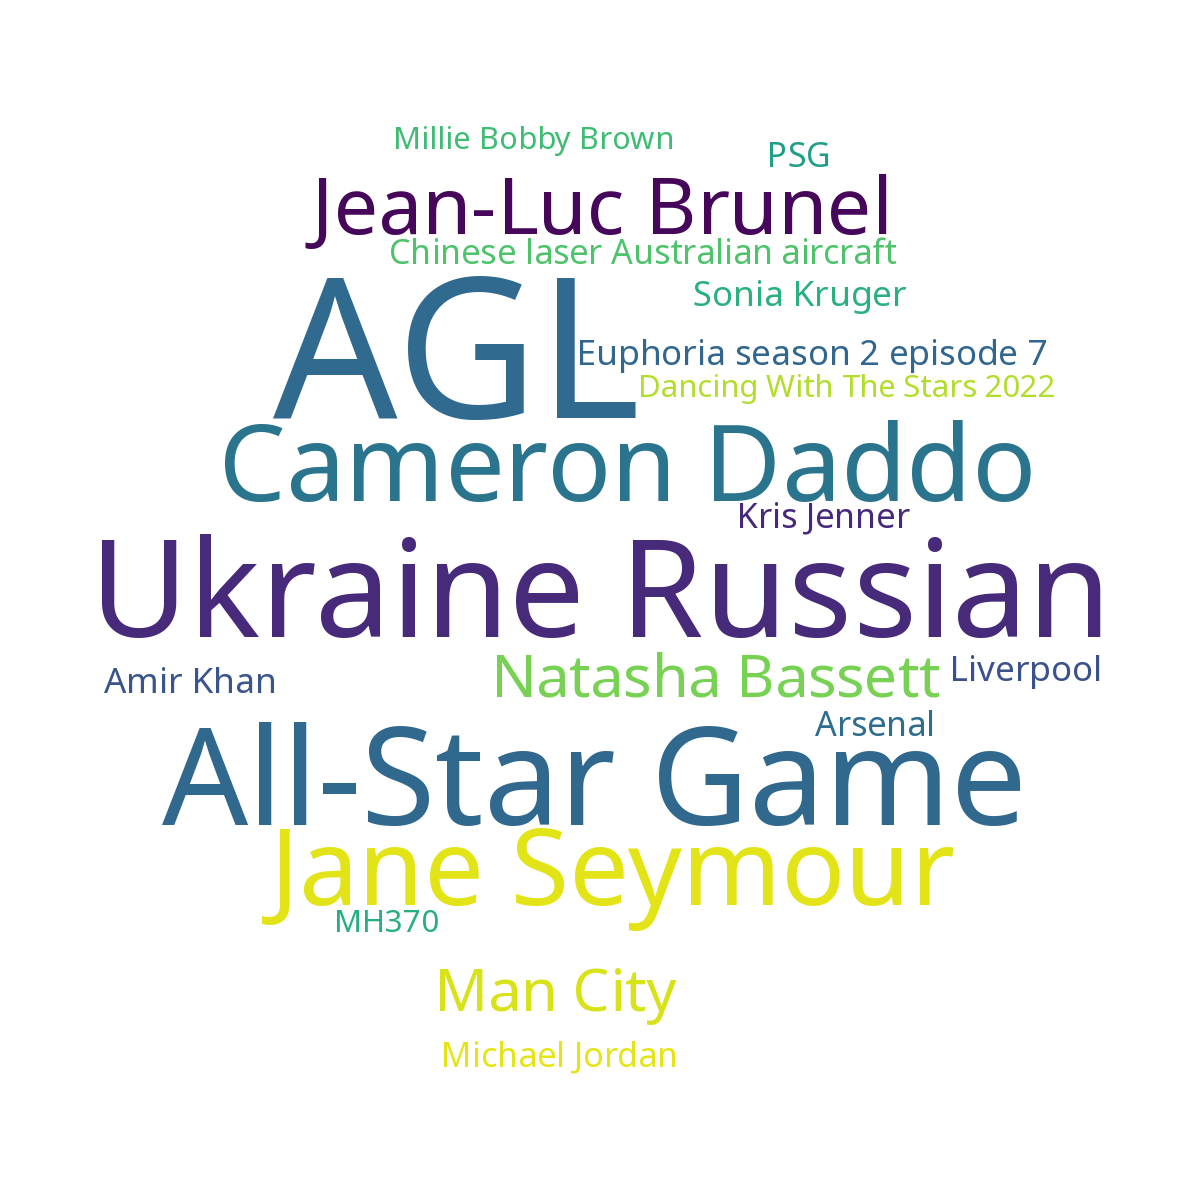 Millie Bobby Brown
PSG
Jean-Luc Brunel
Chinese laser Australian aircraft
Sonia Kruger
AGL
Euphoria season 2 episode 7
Dancing With The Stars 2022
Cameron Daddo
Kris Jenner
Ukraine Russian
Natasha Bassett
Liverpool
Amir Khan
Arsenal
All-Star Game
Jane Seymour
MH370
Man City
Michael Jordan